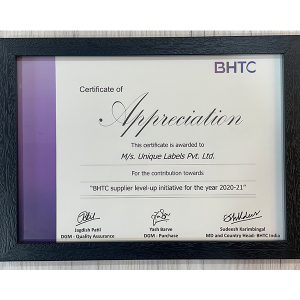 BHTC
Certificate of
Appreciation
This certificate is awarded to
M/s. Unique Labels Pvt. Ltd.
For the contribution towards
"BHTC supplier level-up initiative for the year 2020-21"
Jagdish Patil
DGM - Quality Assurance
Yash Barve
DGM - Purchase
Sudeesh Karimbingal
MD and Country Head- BHTC India